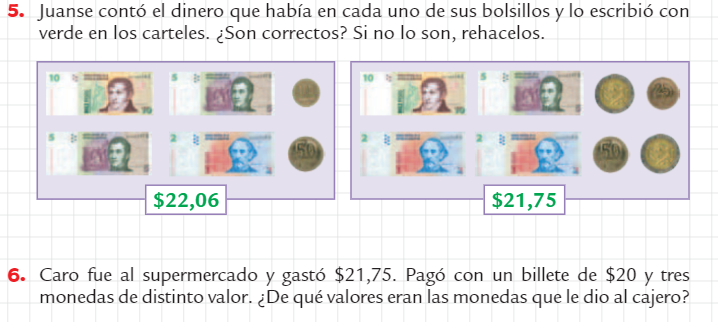 5. Juanse contó el dinero que había en cada uno de sus bolsillos y lo escribió con
verde en los carteles. ¿Son correctos? Si no lo son, rehacelos.
10 5
5 2
50
10 5 25
2 2 50
$22,06 $21,75
6. Caro fue al supermercado y gastó $21,75. Pagó con un billete de $20 y tres
monedas de distinto valor. ¿De qué valores eran las monedas que le dio al cajero?